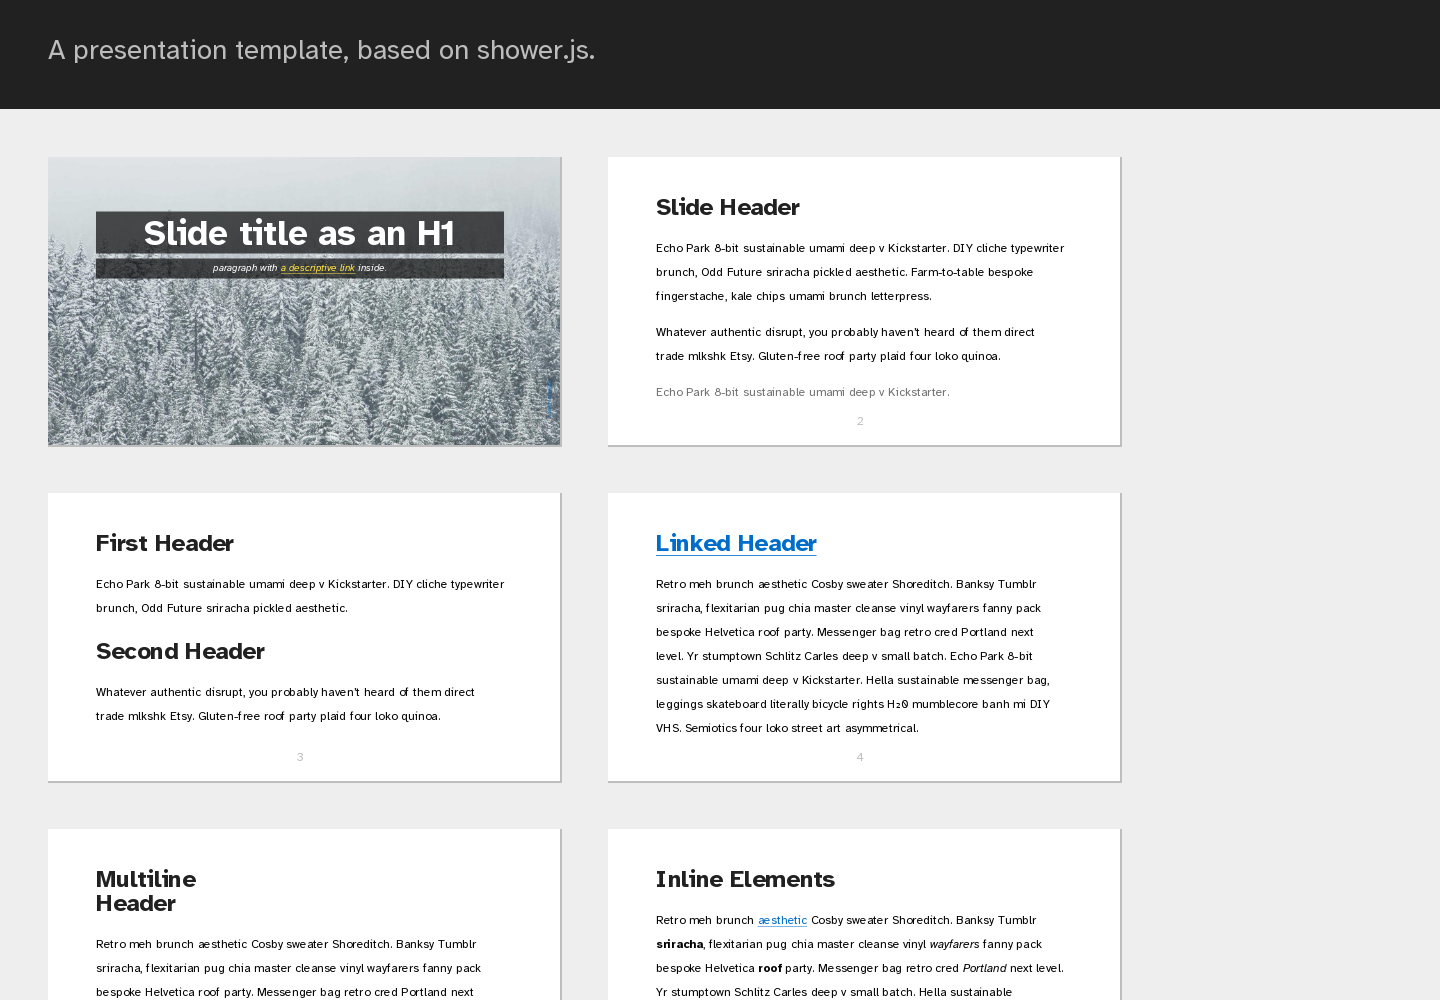 A presentation template, based on shower.js.
Slide title as an H1
paragraph with a descriptive link inside.
Slide Header
Echo Park 8-bit sustainable umami deep v Kickstarter. DIY cliche typewriter
brunch, Odd Future sriracha pickled aesthetic. Farm-to-table bespoke
fingerstache, kale chips umami brunch letterpress.
Whatever authentic disrupt, you probably haven't heard of them direct
trade mlkshk Etsy. Gluten-free roof party plaid four loko quinoa.
Echo Park 8-bit sustainable umami deep v Kickstarter.
2
First Header
Echo Park 8-bit sustainable umami deep v Kickstarter. DIY cliche typewriter
brunch, Odd Future sriracha pickled aesthetic.
Second Header
Whatever authentic disrupt, you probably haven't heard of them direct
trade mlkshk Etsy. Gluten-free roof party plaid four loko quinoa.
3
Linked Header
Retro meh brunch aesthetic Cosby sweater Shoreditch. Banksy Tumblr
sriracha, flexitarian pug chia master cleanse vinyl wayfarers fanny pack
bespoke Helvetica roof party. Messenger bag retro cred Portland next
level. Yr stumptown Schlitz Carles deep v small batch. Echo Park 8-bit
sustainable umami deep v Kickstarter. Hella sustainable messenger bag,
leggings skateboard literally bicycle rights H₂0 mumblecore banh mi DIY
VHS. Semiotics four loko street art asymmetrical.
4
Multiline
Header
Retro meh brunch aesthetic Cosby sweater Shoreditch. Banksy Tumblr
sriracha, flexitarian pug chia master cleanse vinyl wayfarers fanny pack
bespoke Helvetica roof party. Messenger bag retro cred Portland next
Inline Elements
Retro meh brunch aesthetic Cosby sweater Shoreditch. Banksy Tumblr
sriracha, flexitarian pug chia master cleanse vinyl wayfarers fanny pack
bespoke Helvetica roof party. Messenger bag retro cred Portland next level.
Yr stumptown Schlitz Carles deep v small batch. Hella sustainable